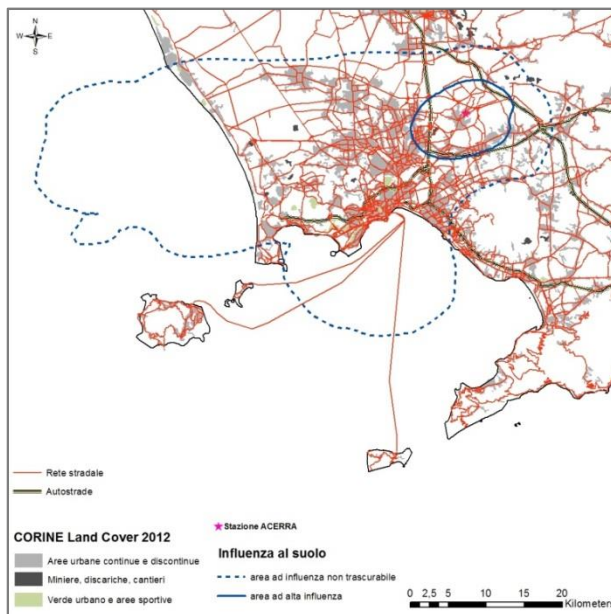 N
W E
S
Rete stradale
Autostrade
CORINE Land Cover 2012
Aree urbane continue e discontinue
Miniere, discariche, cantieri
Verde urbano e aree sportive
Stazione ACERRA
Influenza al suolo
area ad influenza non trascurabile
area ad alta influenza
0 2,5 5 10 15 20
Kilometers